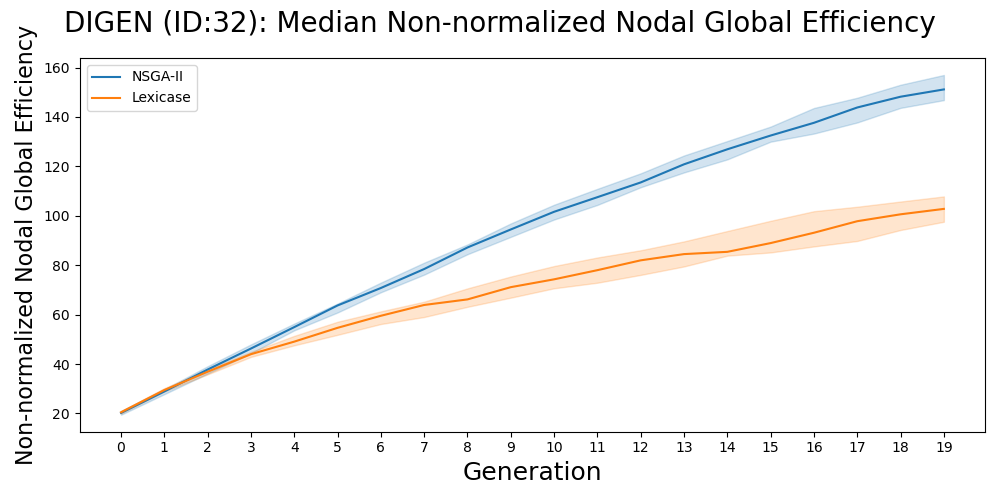 DIGEN (ID:32): Median Non-normalized Nodal Global Efficiency
Non-normalized Nodal Global Efficiency
160
140
120
100
80
60
40
20
NSGA-II
Lexicase
0 1 2 3 4 5 6 7 8 9 10 11 12 13 14 15 16 17 18 19
Generation